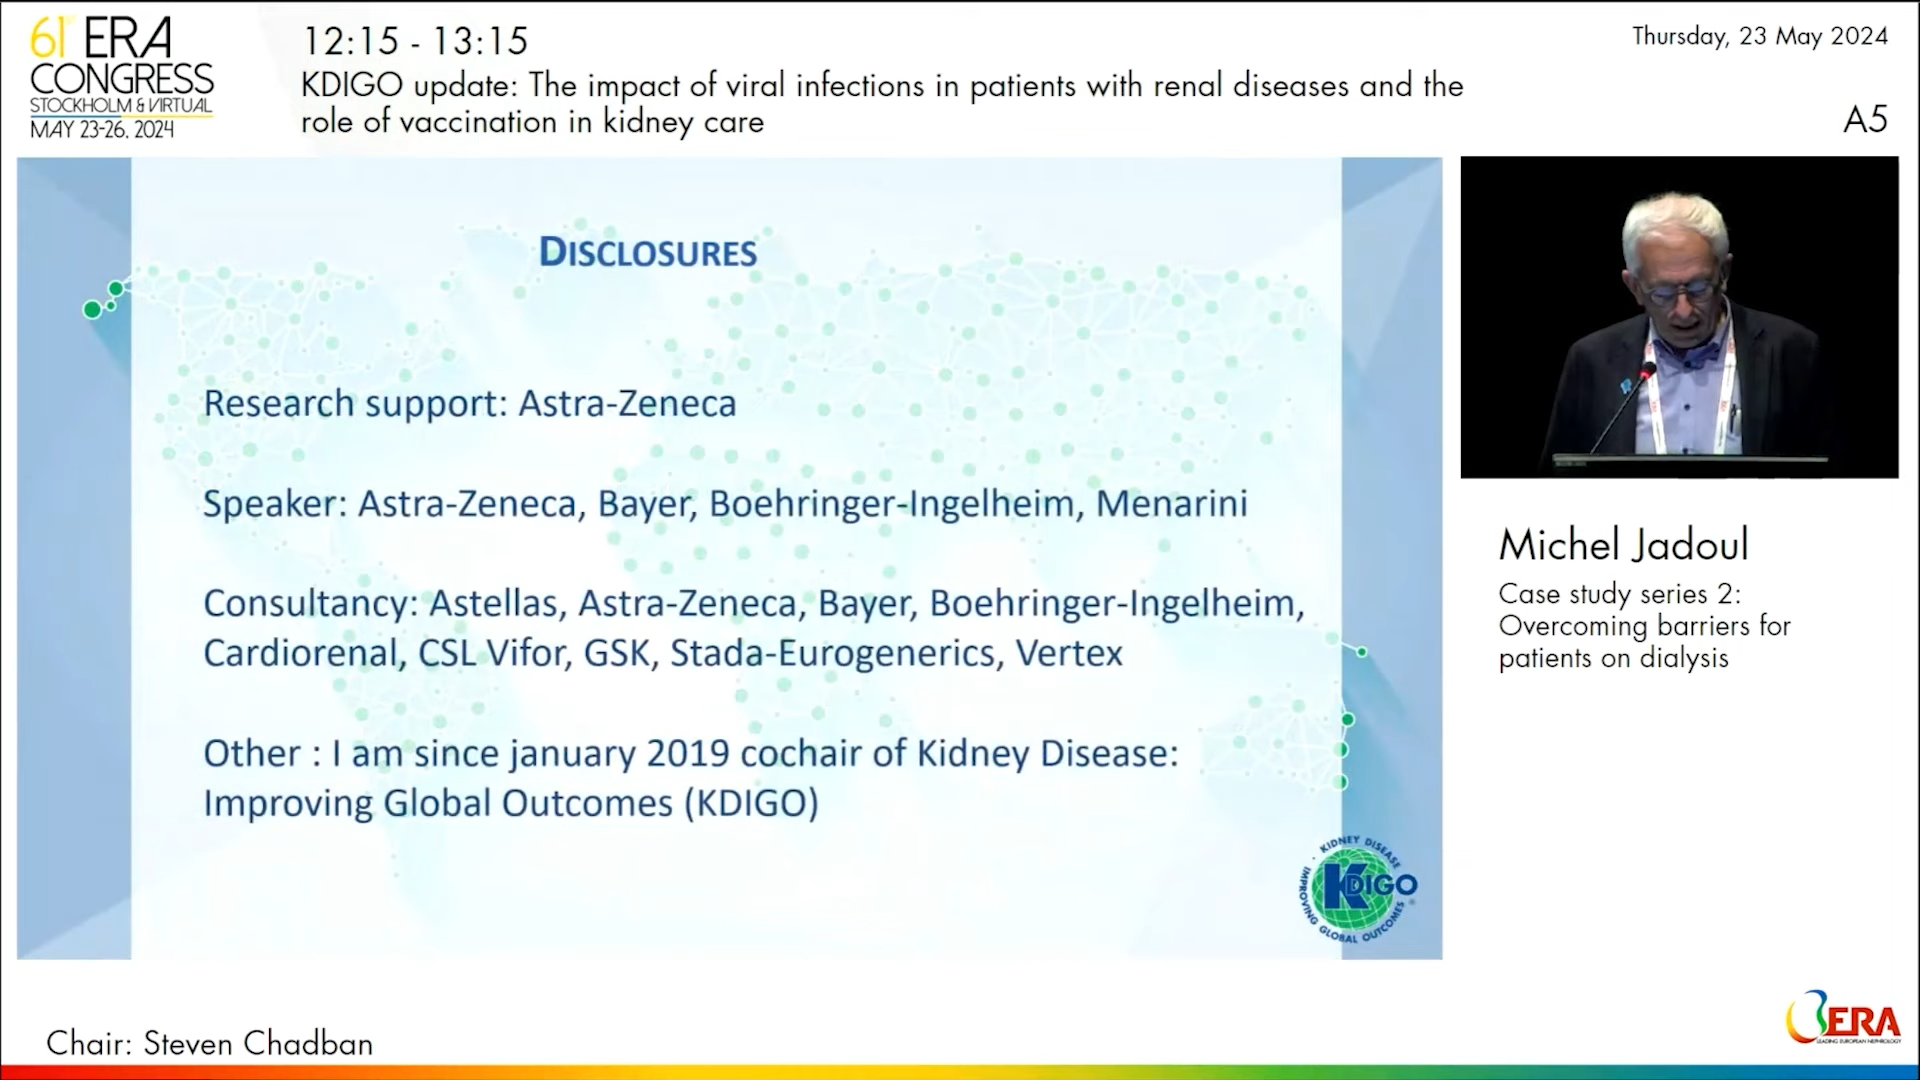 61st ERA
CONGRESS
STOCKHOLM & VIRTUAL
MAY 23-26, 2024
12:15 - 13:15
KDIGO update: The impact of viral infections in patients with renal diseases and the
role of vaccination in kidney care
Thursday, 23 May 2024
A5
DISCLOSURES
Research support: Astra-Zeneca
Speaker: Astra-Zeneca, Bayer, Boehringer-Ingelheim, Menarini
Consultancy: Astellas, Astra-Zeneca, Bayer, Boehringer-Ingelheim,
Cardiorenal, CSL Vifor, GSK, Stada-Eurogenerics, Vertex
Other : I am since january 2019 cochair of Kidney Disease:
Improving Global Outcomes (KDIGO)
KIDNEY DISEASE
KDIGO
IMPROVING GLOBAL OUTCOMES
®
Michel Jadoul
Case study series 2:
Overcoming barriers for
patients on dialysis
Chair: Steven Chadban
ERA
LEADING EUROPEAN NEPHROLOGY